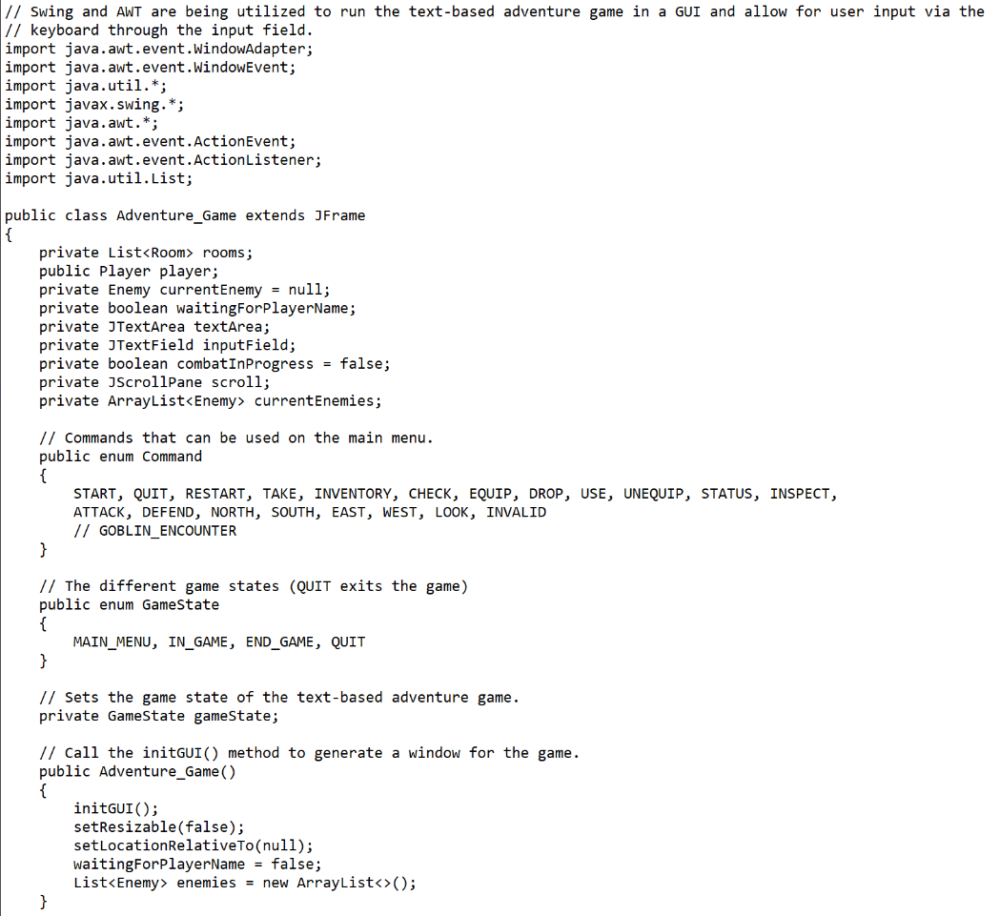 // Swing and AWT are being utilized to run the text-based adventure game in a GUI and allow for user input via the
// keyboard through the input field.
import java.awt.event.WindowAdapter;
import java.awt.event.WindowEvent;
import java.util.*;
import javax.swing.*;
import java.awt.*;
import java.awt.event.ActionEvent;
import java.awt.event.ActionListener;
import java.util.List;

public class Adventure_Game extends JFrame
{
    private List<Room> rooms;
    public Player player;
    private Enemy currentEnemy = null;
    private boolean waitingForPlayerName;
    private JTextArea textArea;
    private JTextField inputField;
    private boolean combatInProgress = false;
    private JScrollPane scroll;
    private ArrayList<Enemy> currentEnemies;

    // Commands that can be used on the main menu.
    public enum Command
    {
        START, QUIT, RESTART, TAKE, INVENTORY, CHECK, EQUIP, DROP, USE, UNEQUIP, STATUS, INSPECT,
        ATTACK, DEFEND, NORTH, SOUTH, EAST, WEST, LOOK, INVALID
        // GOBLIN_ENCOUNTER
    }

    // The different game states (QUIT exits the game)
    public enum GameState
    {
        MAIN_MENU, IN_GAME, END_GAME, QUIT
    }

    // Sets the game state of the text-based adventure game.
    private GameState gameState;

    // Call the initGUI() method to generate a window for the game.
    public Adventure_Game()
    {
        initGUI();
        setResizable(false);
        setLocationRelativeTo(null);
        waitingForPlayerName = false;
        List<Enemy> enemies = new ArrayList<>();
    }